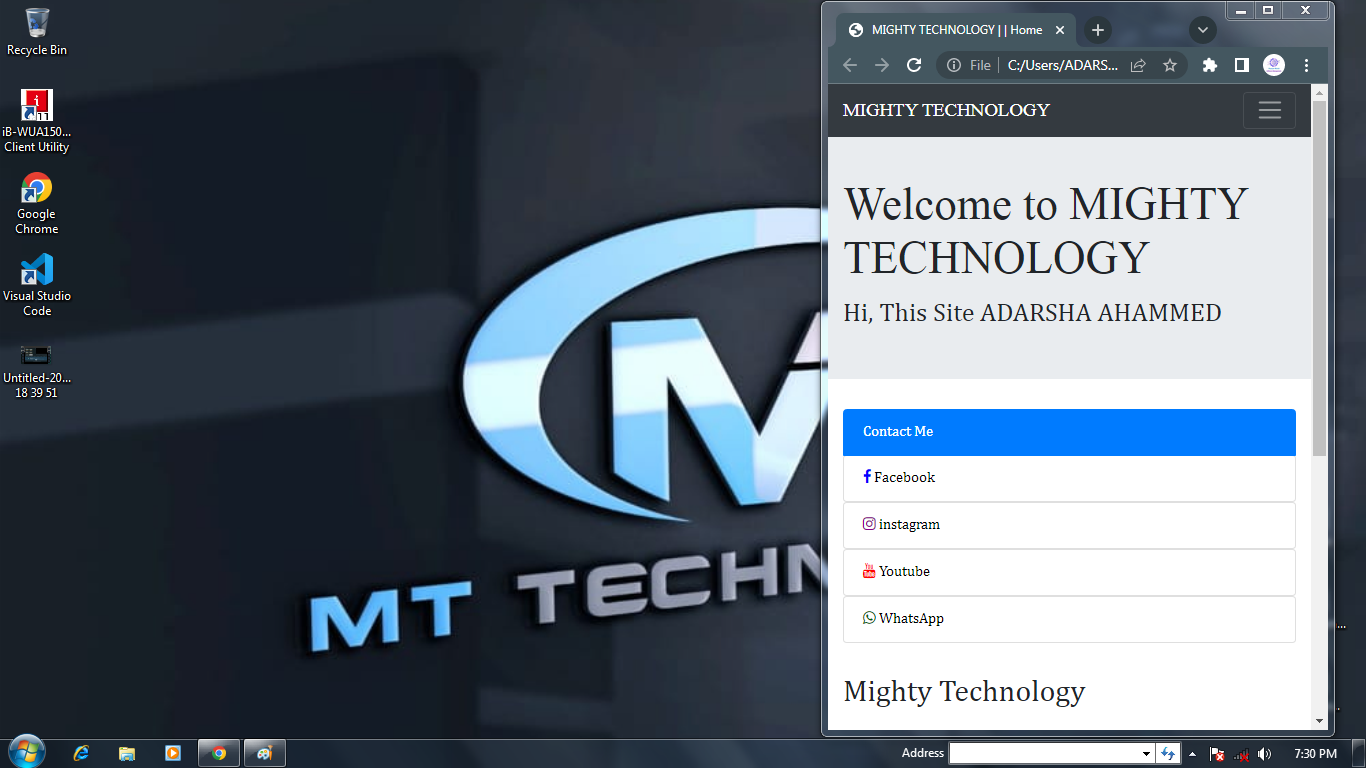 Recycle Bin
iB-WUA150...
Client Utility
Google
Chrome
Visual Studio
Code
Untitled-20...
18 39 51
MT TECHN
MIGHTY TECHNOLOGY | | Home
File
C:/Users/ADARS...
MIGHTY TECHNOLOGY
Welcome to MIGHTY
TECHNOLOGY
Hi, This Site ADARSHA AHAMMED
Contact Me
Facebook
instagram
Youtube
WhatsApp
Mighty Technology
Address
7:30 PM